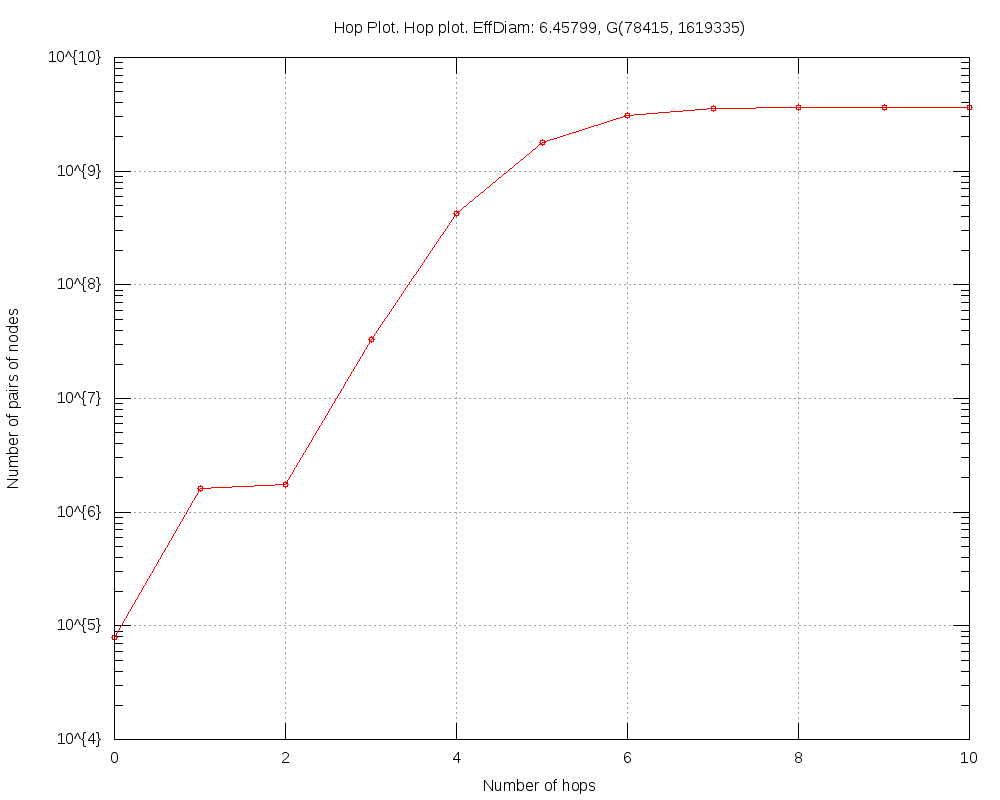 Hop Plot. Hop plot. EffDiam: 6.45799, G(78415, 1619335)
10^{10}
10^{9}
10^{8}
10^{7}
10^{6}
10^{5}
10^{4}
Number of pairs of nodes
0 2 4 6 8 10
Number of hops